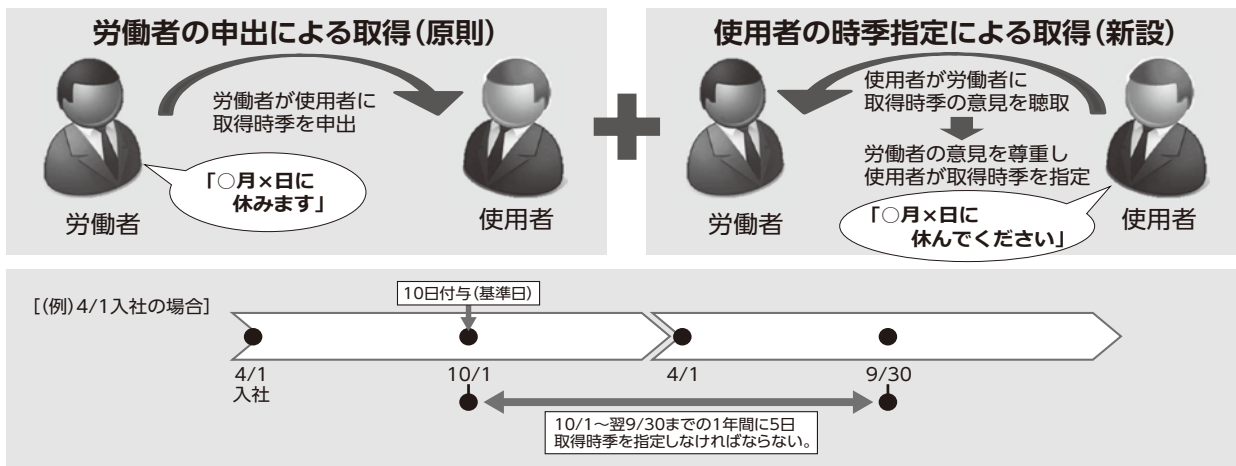 労働者の申出による取得（原則）
労働者が使用者に
取得時季を申出
「○月×日に
休みます」
労働者
使用者
使用者の時季指定による取得（新設）
使用者が労働者に
取得時季の意見を聴取
労働者の意見を尊重し
使用者が取得時季を指定
「○月×日に
休んでください」
労働者
使用者
[(例)4/1入社の場合]
10日付与(基準日)
4/1
入社
10/1
4/1
9/30
10/1～翌9/30までの1年間に5日
取得時季を指定しなければならない。